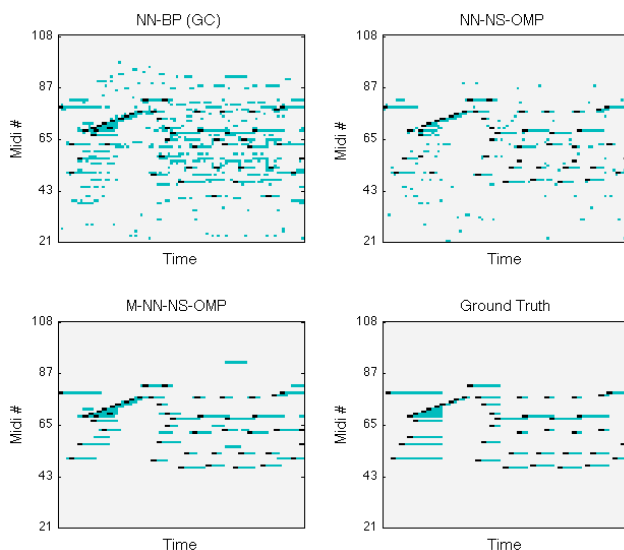 NN-BP (GC)
108
87
65
43
21
Midi #
Time
NN-NS-OMP
108
87
65
43
21
Midi #
Time
M-NN-NS-OMP
108
87
65
43
21
Midi #
Time
Ground Truth
108
87
65
43
21
Midi #
Time